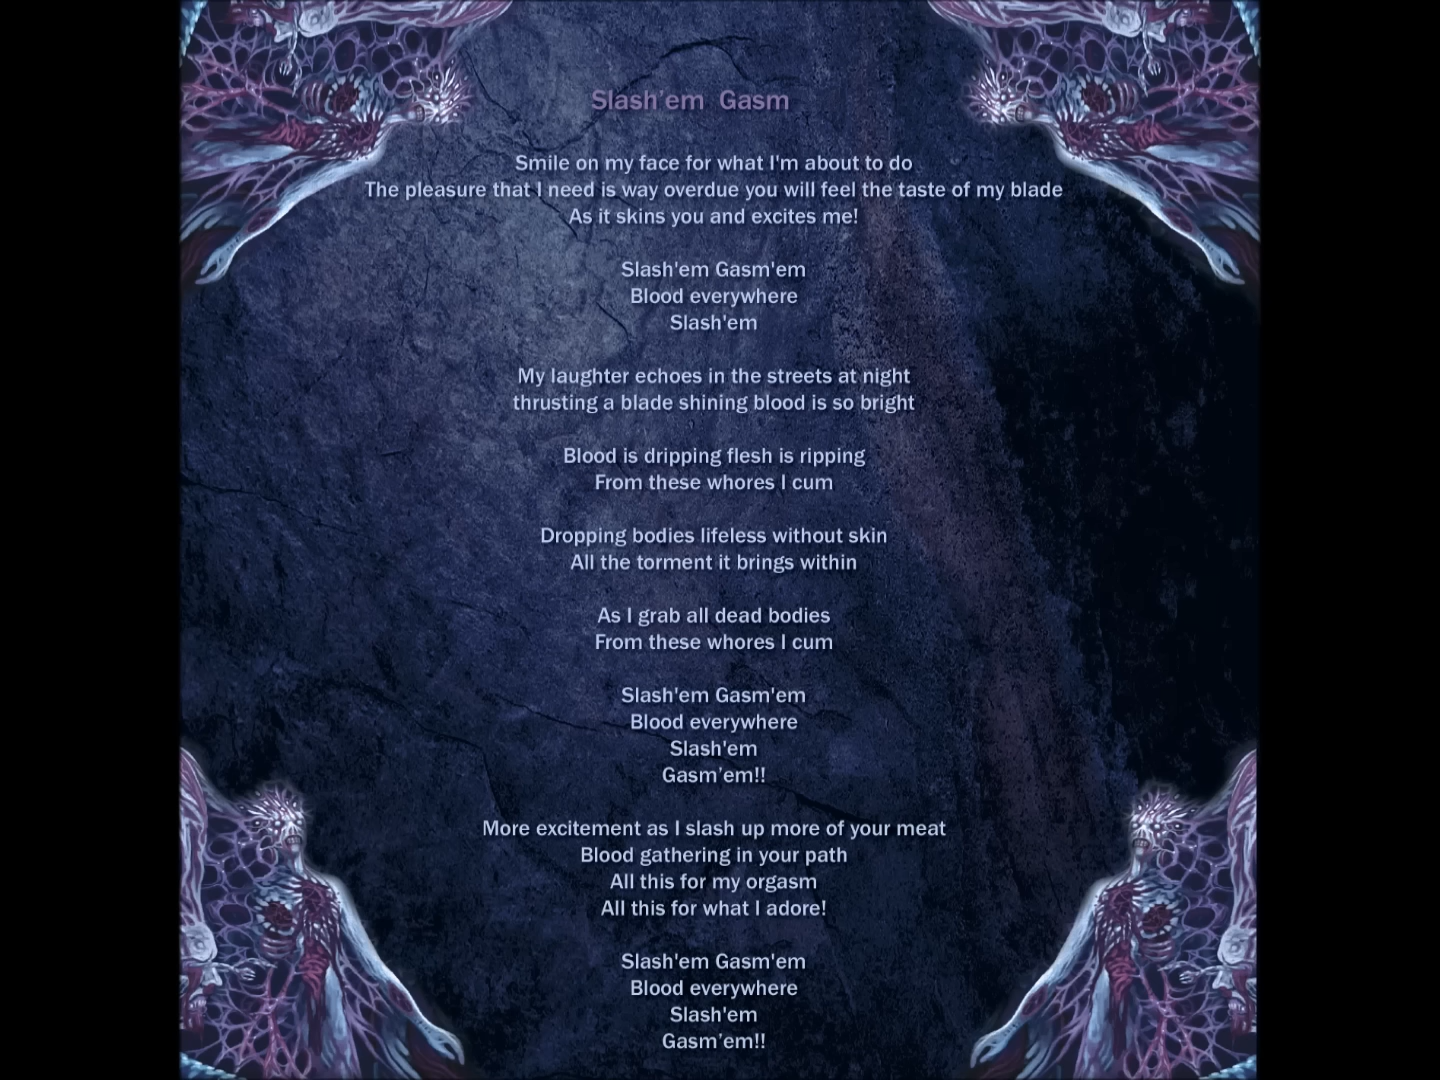 Slash'em Gasm
Smile on my face for what I'm about to do
The pleasure that I need is way overdue you will feel the taste of my blade
As it skins you and excites me!
Slash'em Gasm'em
Blood everywhere
Slash'em
My laughter echoes in the streets at night
thrusting a blade shining blood is so bright
Blood is dripping flesh is ripping
From these whores I cum
Dropping bodies lifeless without skin
All the torment it brings within
As I grab all dead bodies
From these whores I cum
Slash'em Gasm'em
Blood everywhere
Slash'em
Gasm'em!!
More excitement as I slash up more of your meat
Blood gathering in your path
All this for my orgasm
All this for what I adore!
Slash'em Gasm'em
Blood everywhere
Slash'em
Gasm'em!!